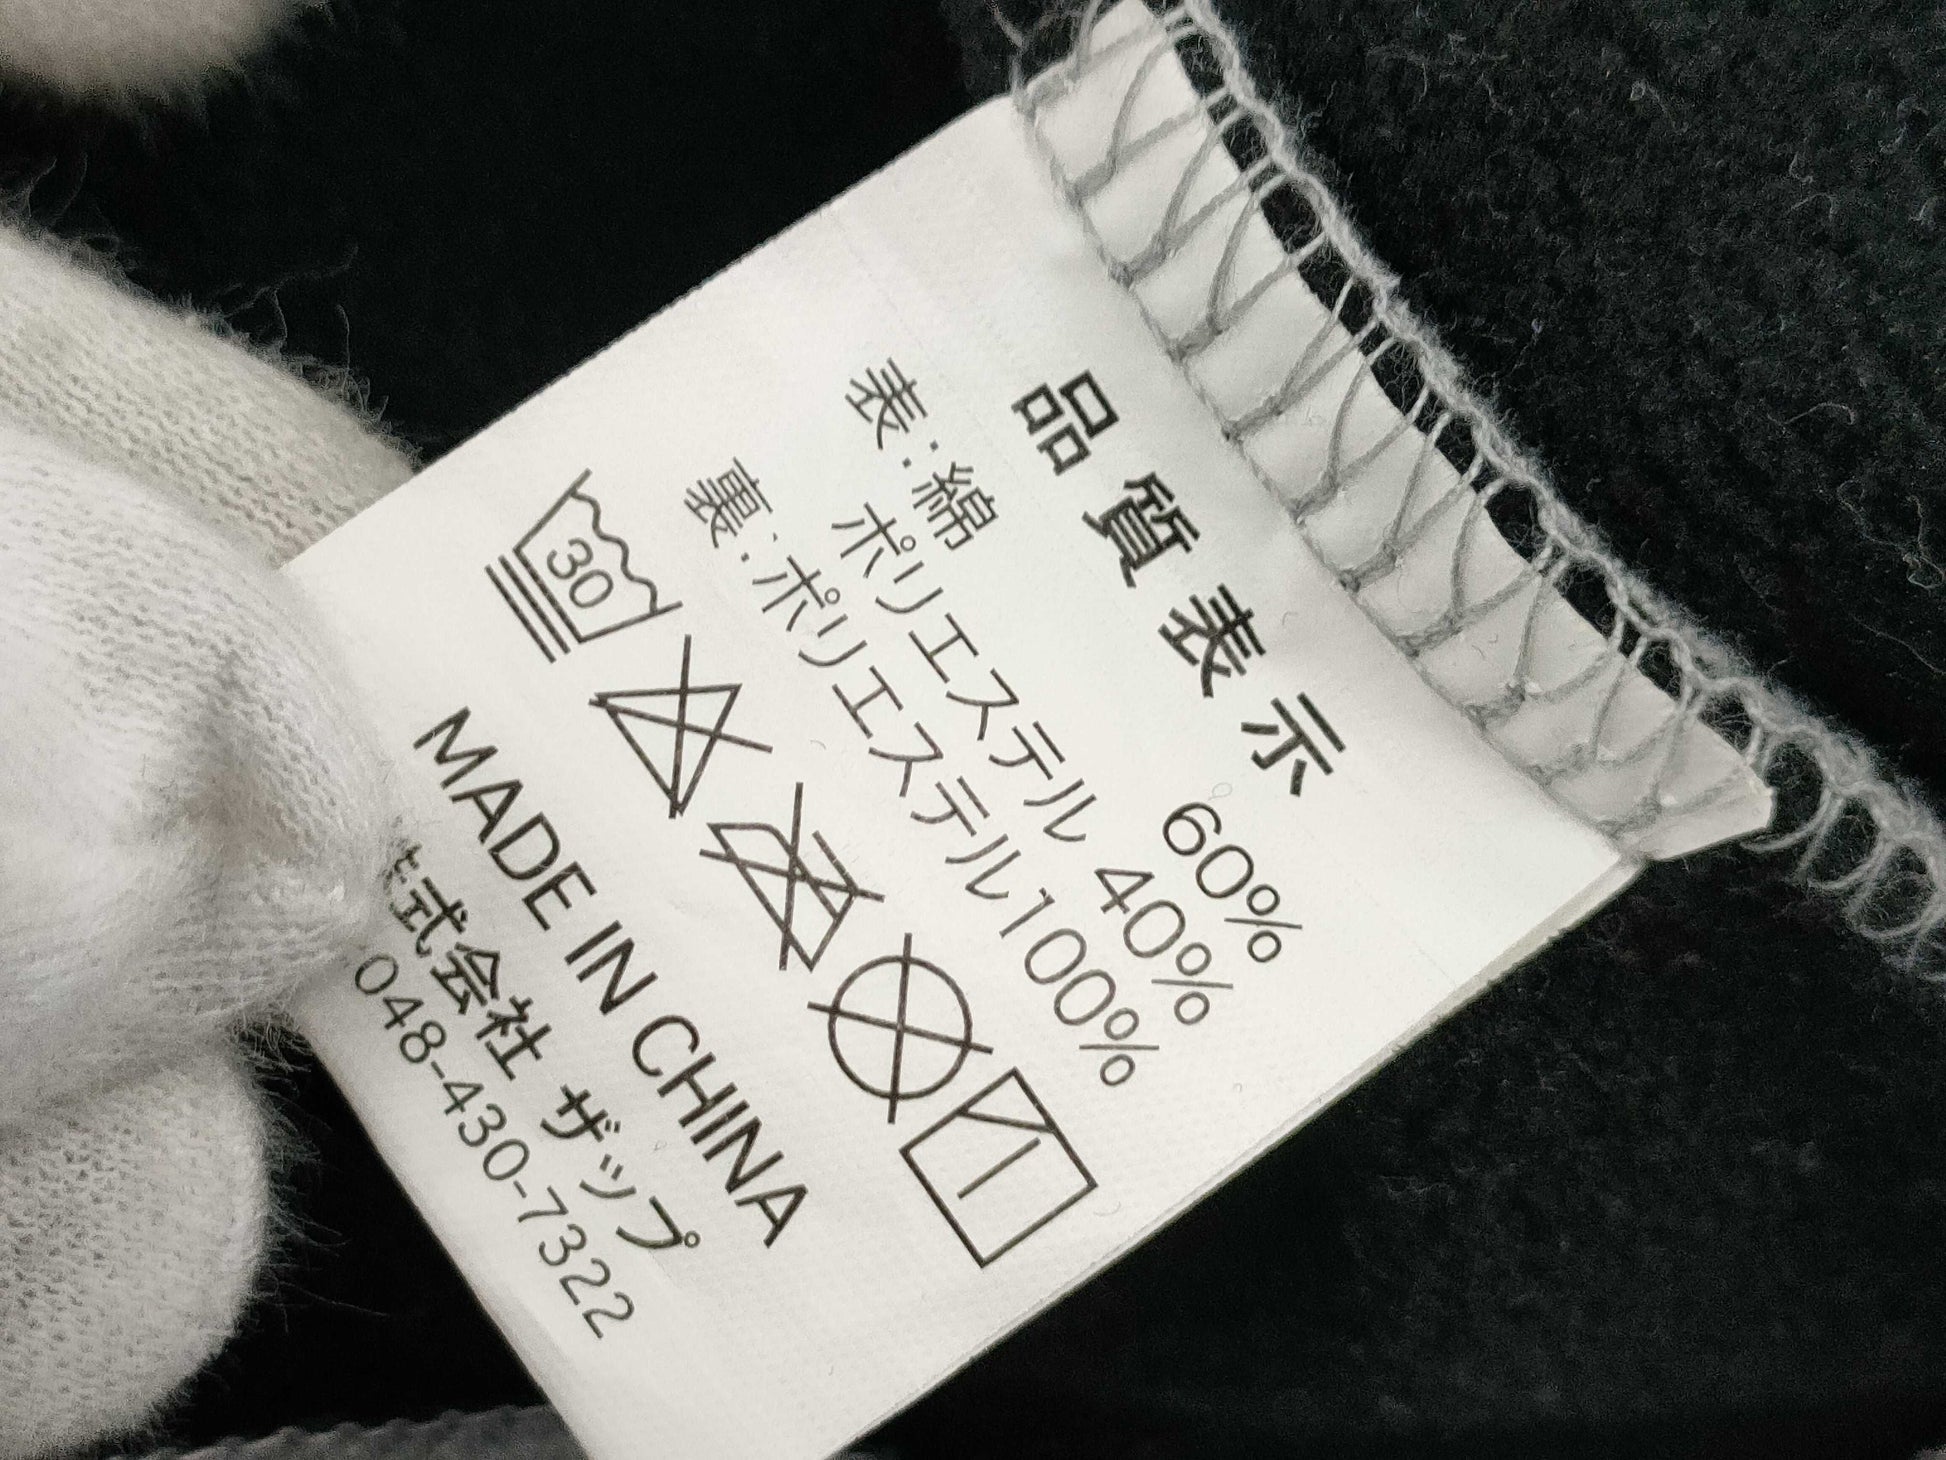 品質表示
表:綿 60%
ポリエステル 40%
裏:ポリエステル100%
30
MADE IN CHINA
式会社 ザップ
048-430-7322